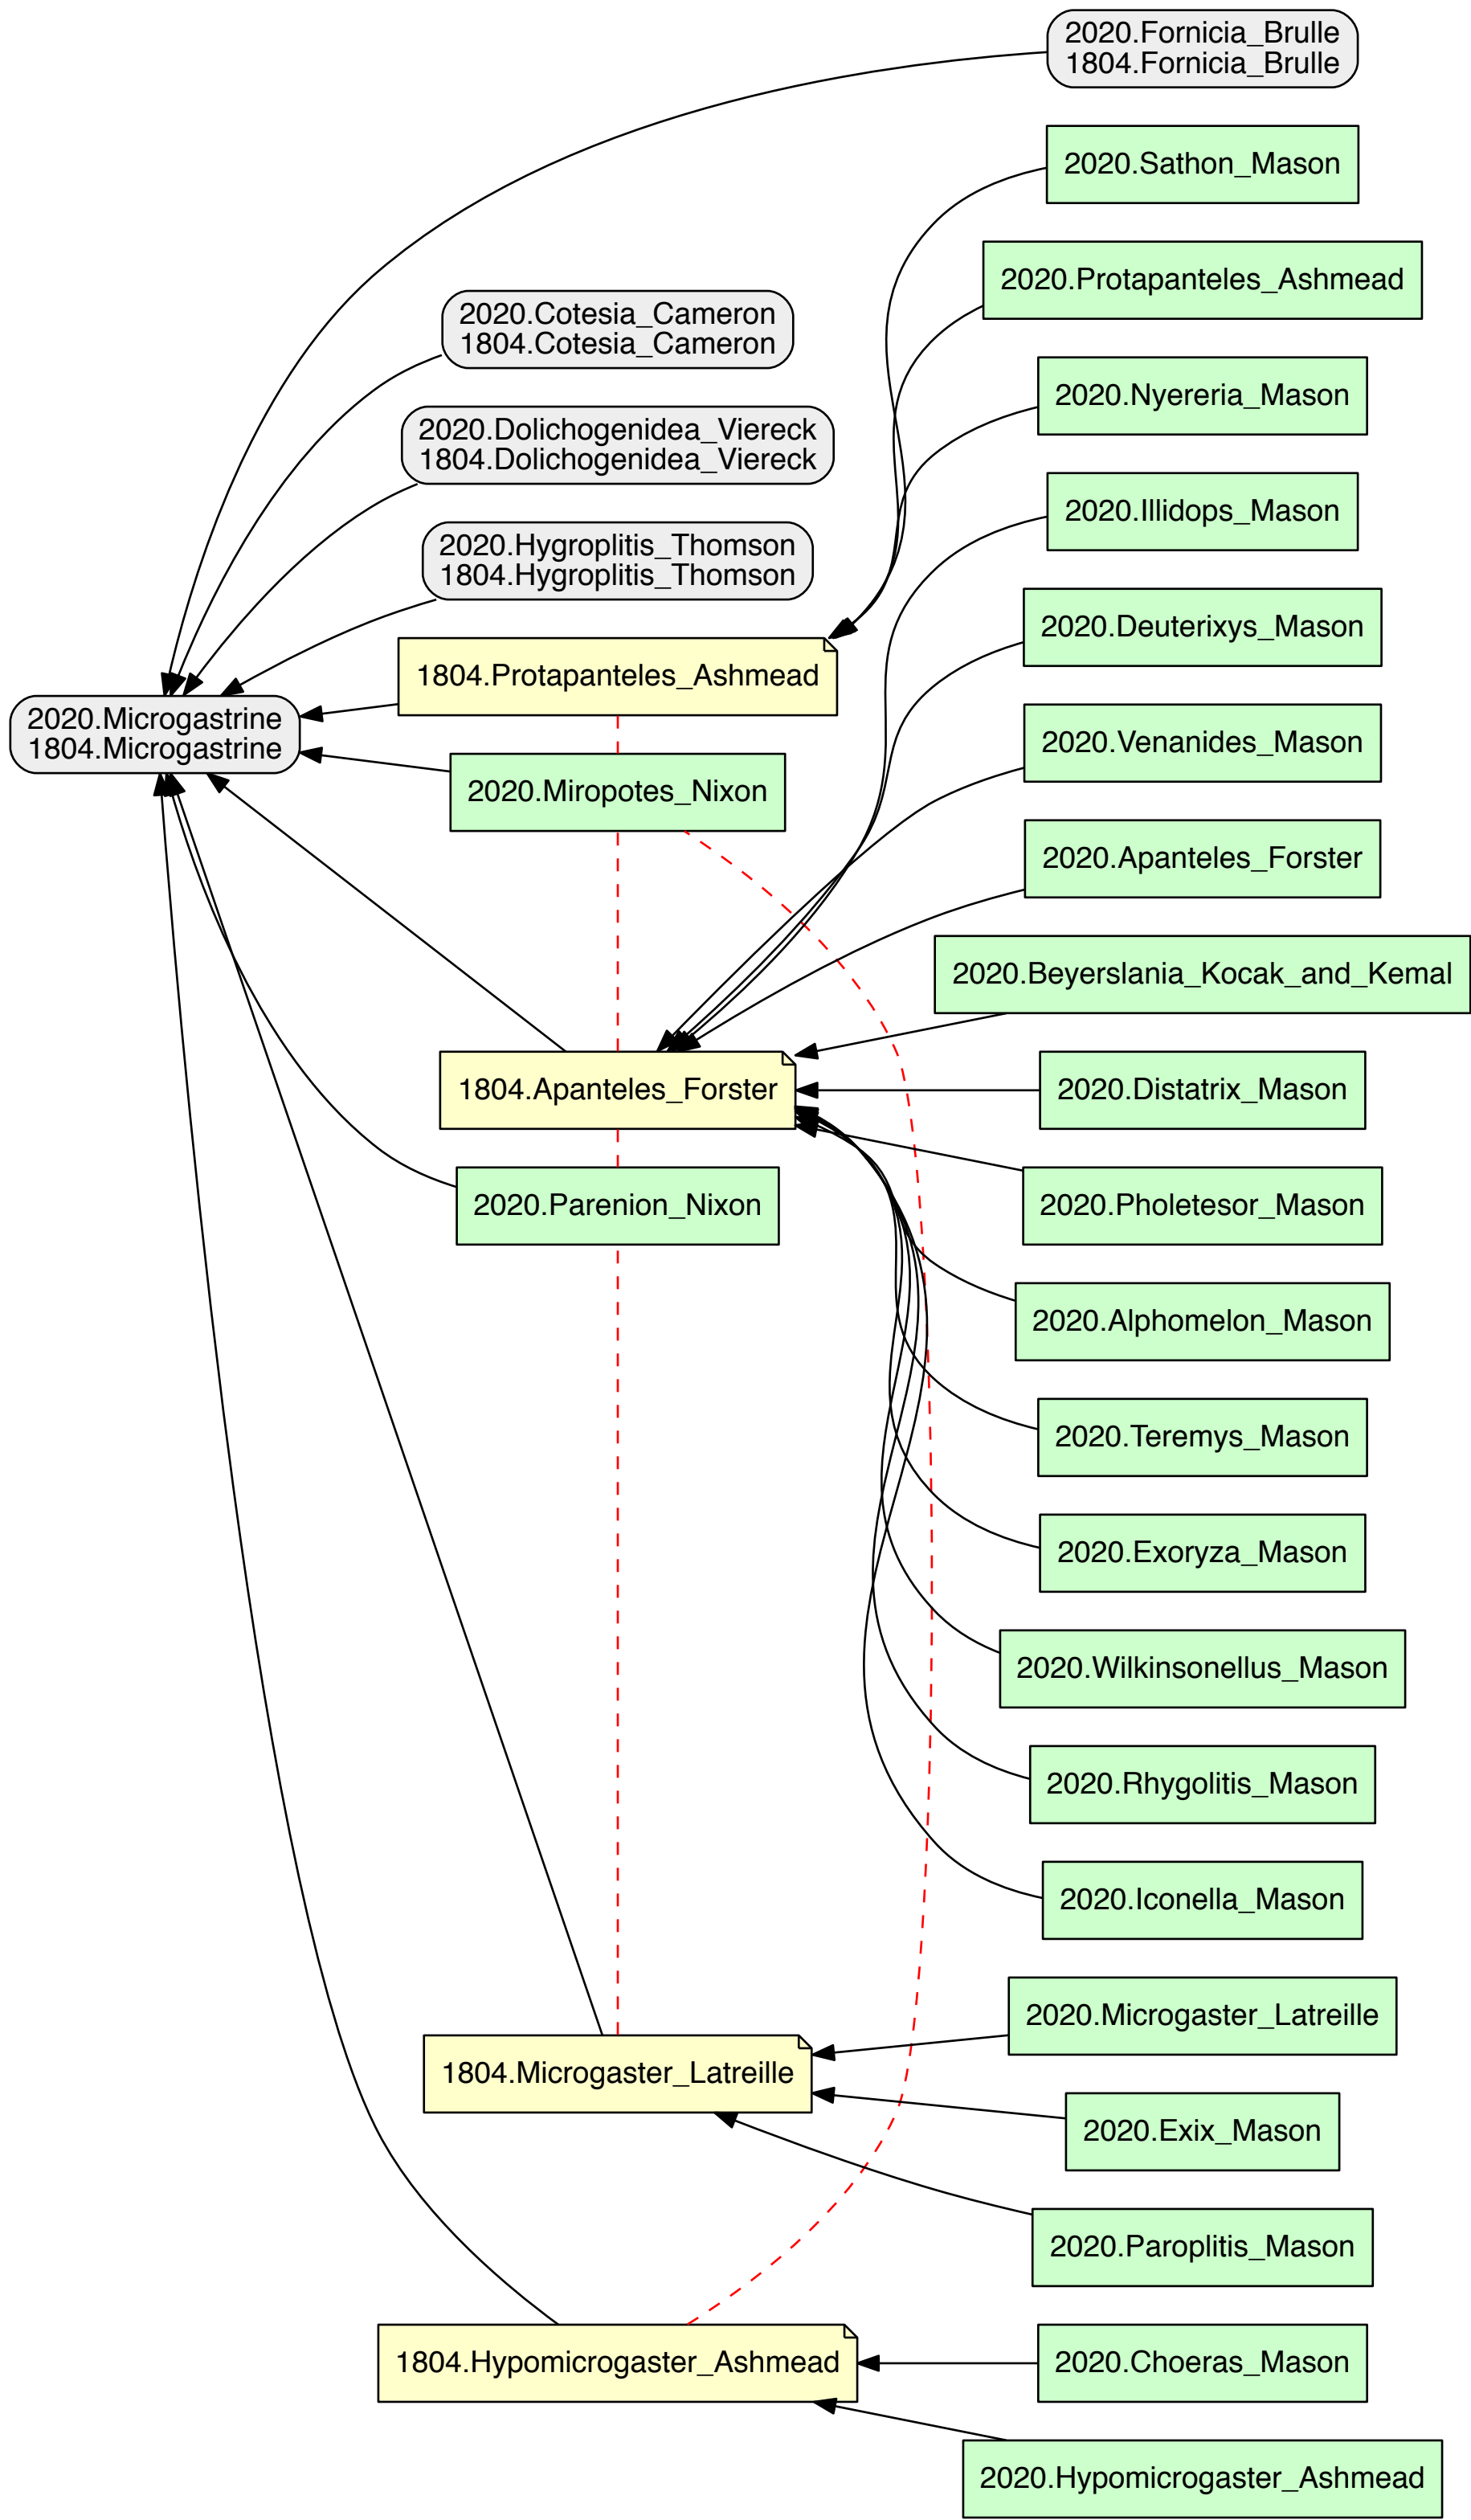 2020.Fornicia_Brulle
1804.Fornicia_Brulle
2020.Sathon_Mason
2020.Protapanteles_Ashmead
2020.Cotesia_Cameron
1804.Cotesia_Cameron
2020.Nyereria_Mason
2020.Dolichogenidea_Viereck
1804.Dolichogenidea_Viereck
2020.Illidops_Mason
2020.Hygroplitis_Thomson
1804.Hygroplitis_Thomson
2020.Deuterixys_Mason
1804.Protapanteles_Ashmead
2020.Microgastrine
1804.Microgastrine
2020.Venanides_Mason
2020.Miropotes_Nixon
2020.Apanteles_Forster
2020.Beyerslania_Kocak_and_Kemal
1804.Apanteles_Forster
2020.Distatrix_Mason
2020.Parenion_Nixon
2020.Pholetesor_Mason
2020.Alphomelon_Mason
2020.Teremys_Mason
2020.Exoryza_Mason
2020.Wilkinsonellus_Mason
2020.Rhygolitis_Mason
2020.Iconella_Mason
2020.Microgaster_Latreille
1804.Microgaster_Latreille
2020.Exix_Mason
2020.Paroplitis_Mason
1804.Hypomicrogaster_Ashmead
2020.Choeras_Mason
2020.Hypomicrogaster_Ashmead